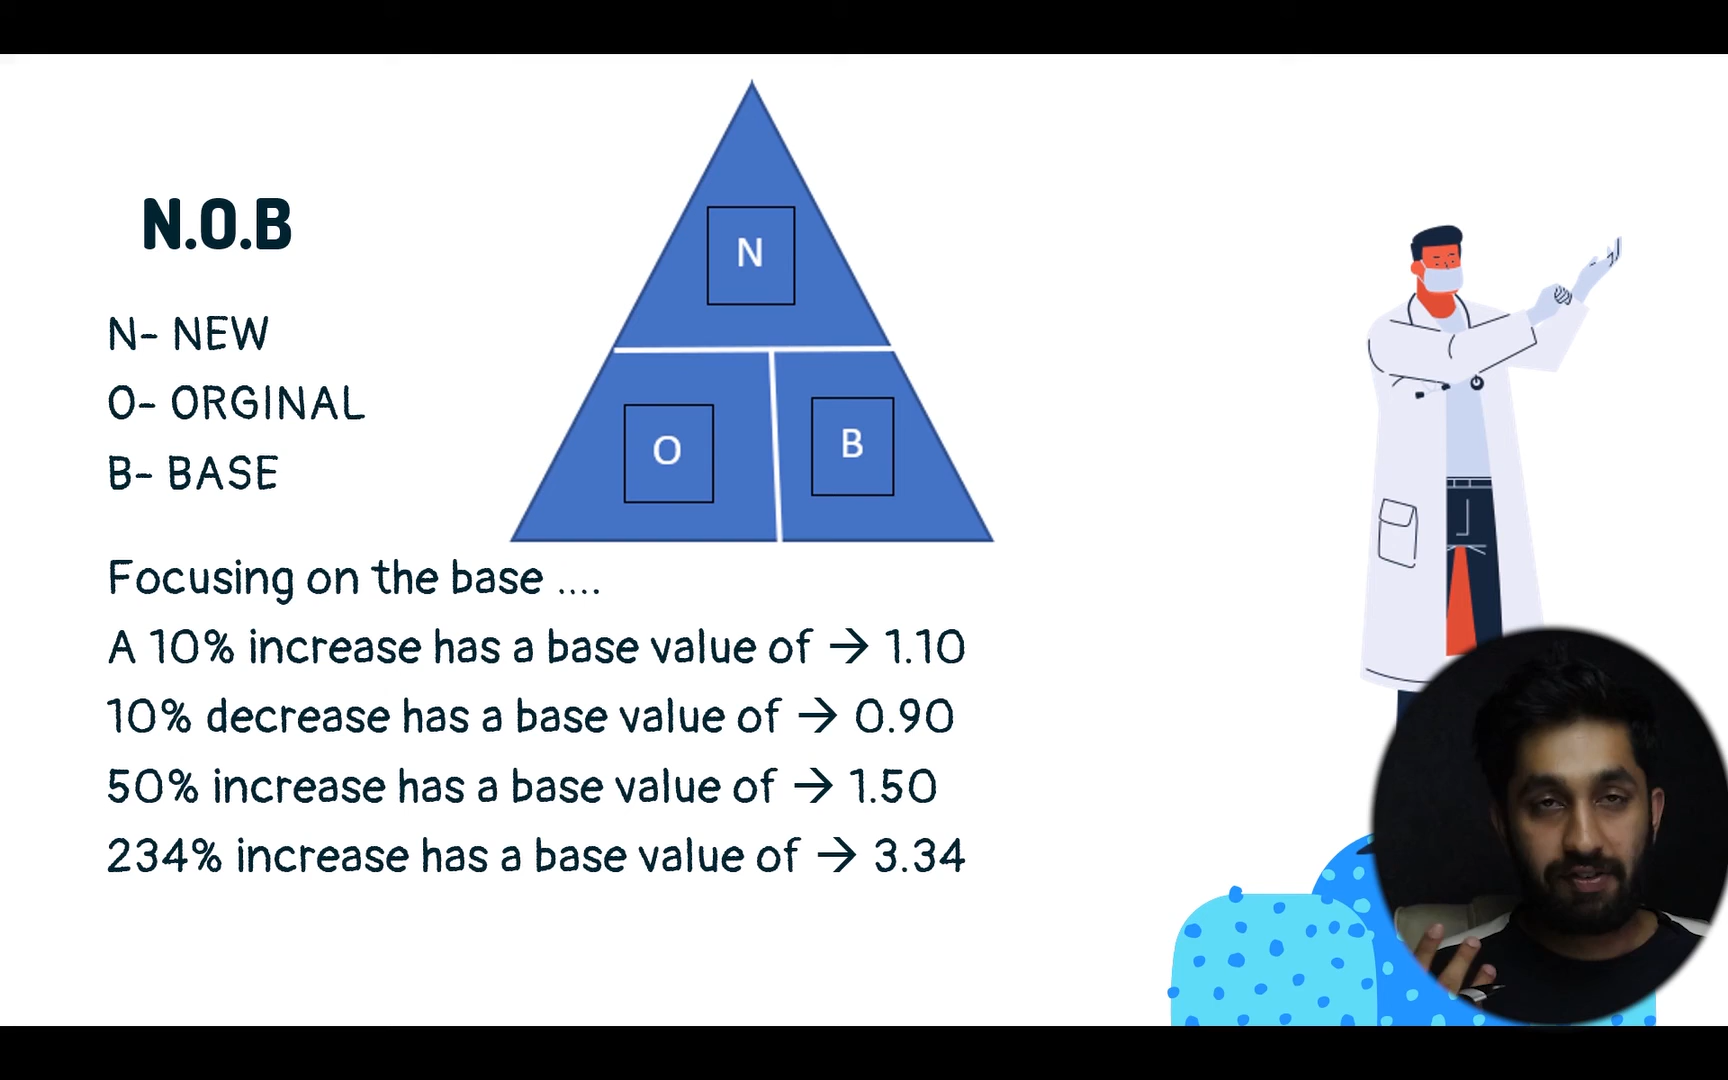 N.O.B
N- NEW
O- ORGINAL
B- BASE
N
O
B
Focusing on the base ....
A 10% increase has a base value of → 1.10
10% decrease has a base value of → 0.90
50% increase has a base value of → 1.50
234% increase has a base value of → 3.34